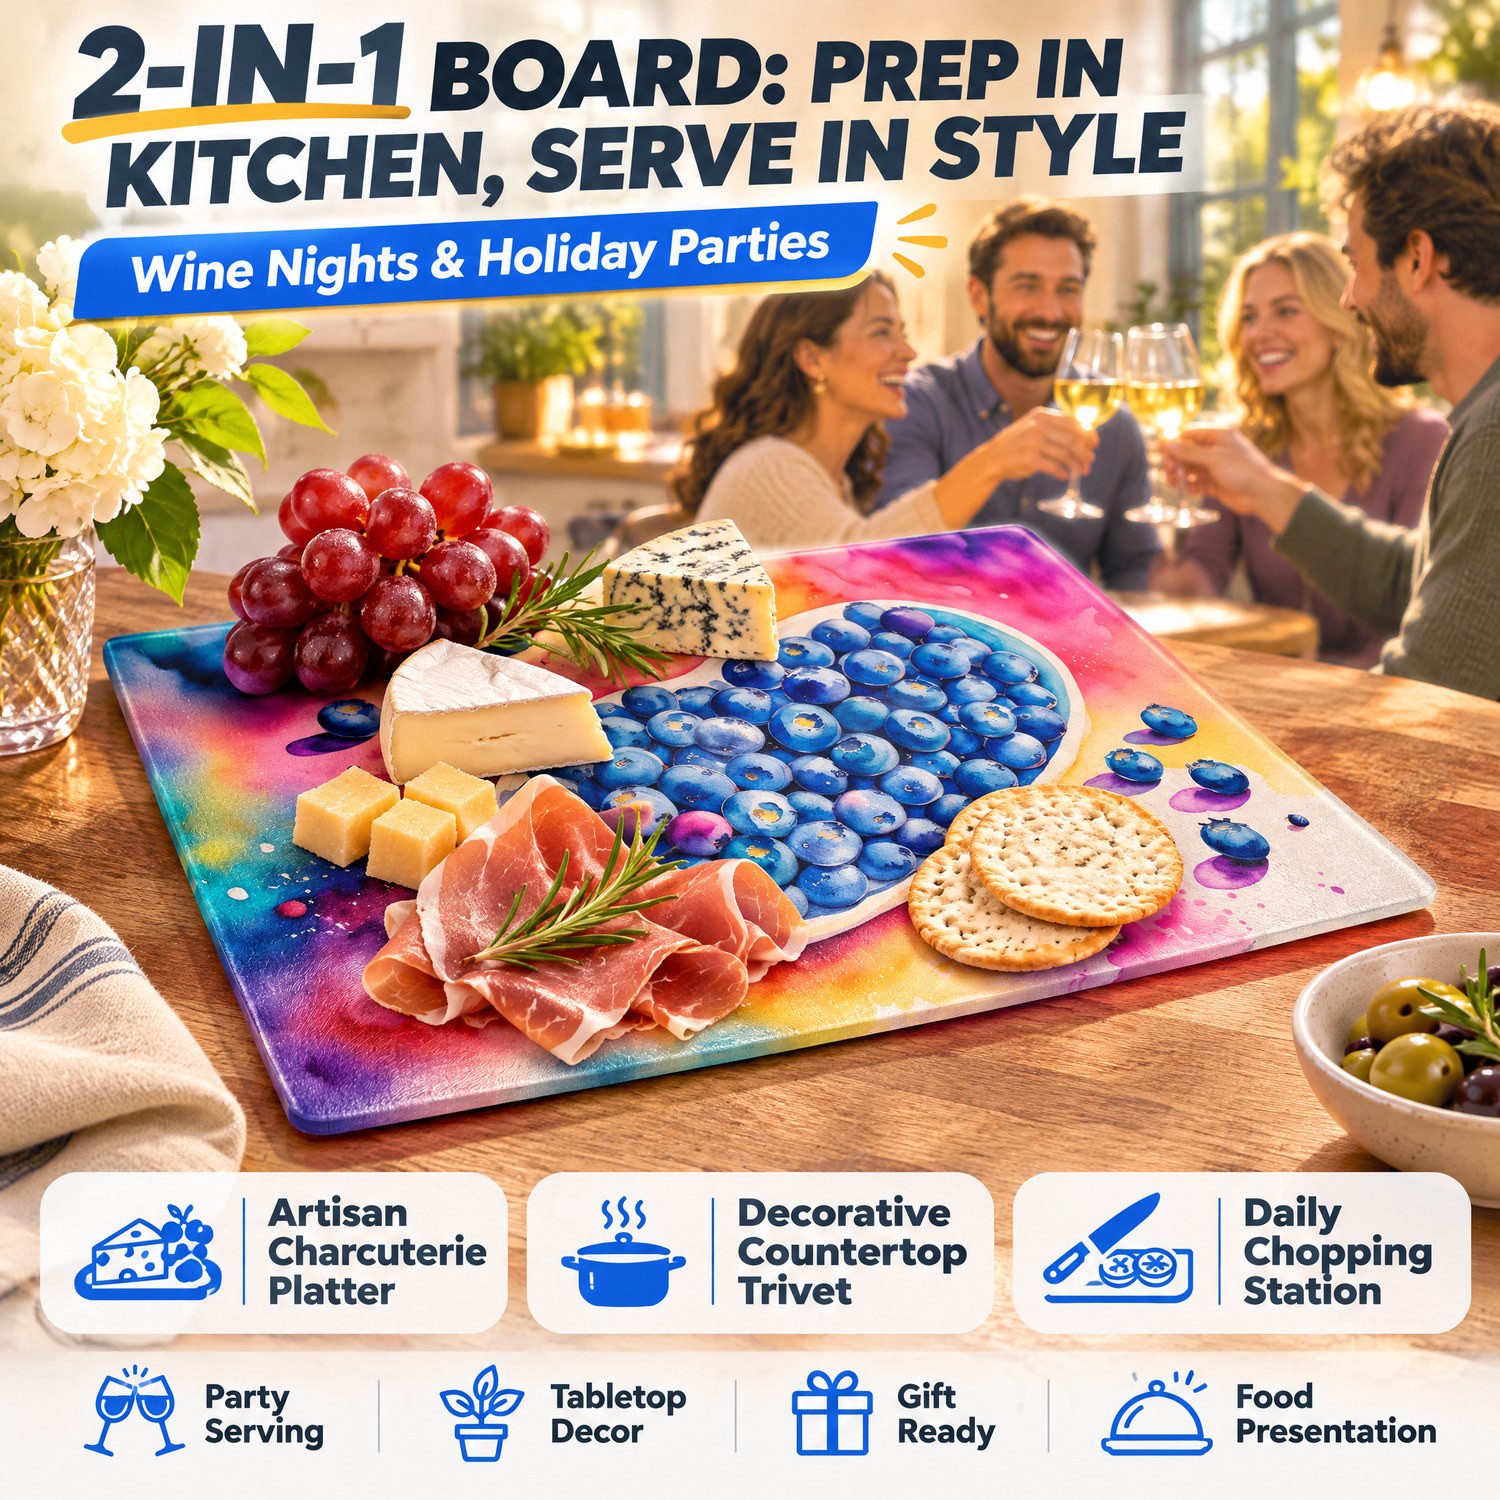 2-IN-1 BOARD: PREP IN
KITCHEN, SERVE IN STYLE
Wine Nights & Holiday Parties
Artisan
Charcuterie
Platter
Decorative
Countertop
Trivet
Daily
Chopping
Station
Party
Serving
Tabletop
Decor
Gift
Ready
Food
Presentation